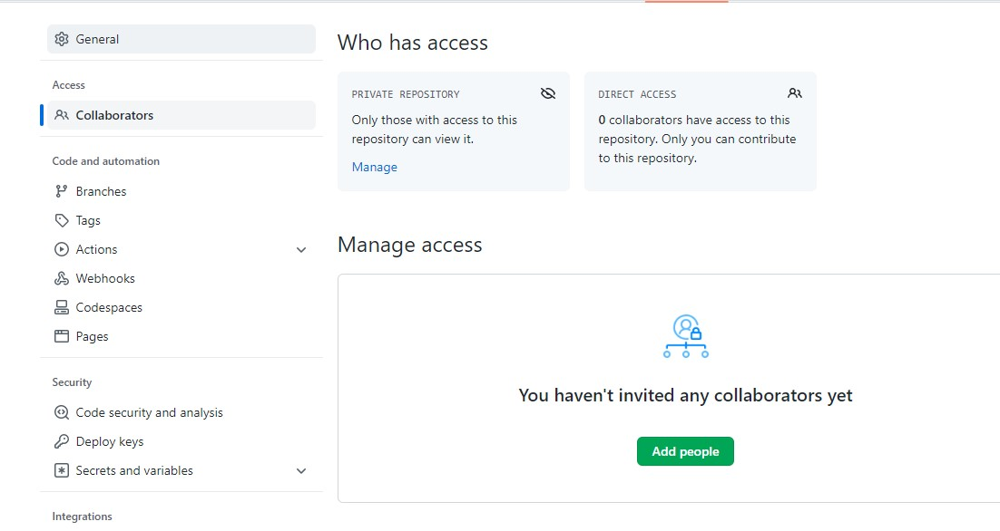 General
Access
Collaborators
Code and automation
Branches
Tags
Actions
Webhooks
Codespaces
Pages
Security
Code security and analysis
Deploy keys
Secrets and variables
Integrations
Who has access
PRIVATE REPOSITORY
Only those with access to this
repository can view it.
Manage
DIRECT ACCESS
0 collaborators have access to this
repository. Only you can contribute
to this repository.
Manage access
You haven't invited any collaborators yet
Add people